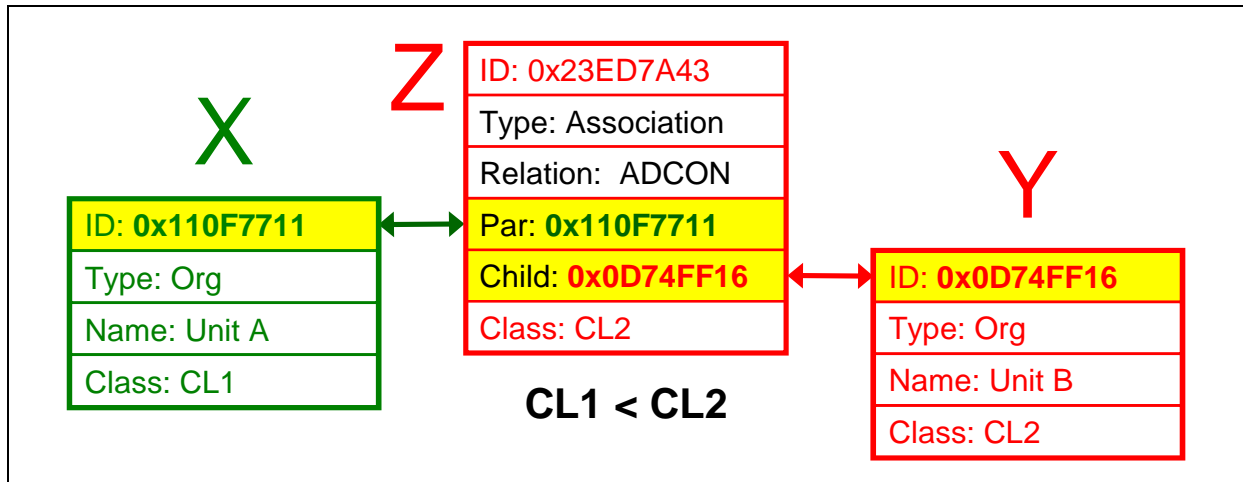 X
ID: 0x110F7711
Type: Org
Name: Unit A
Class: CL1
Z
ID: 0x23ED7A43
Type: Association
Relation: ADCON
Par: 0x110F7711
Child: 0x0D74FF16
Class: CL2
CL1 < CL2
Y
ID: 0x0D74FF16
Type: Org
Name: Unit B
Class: CL2